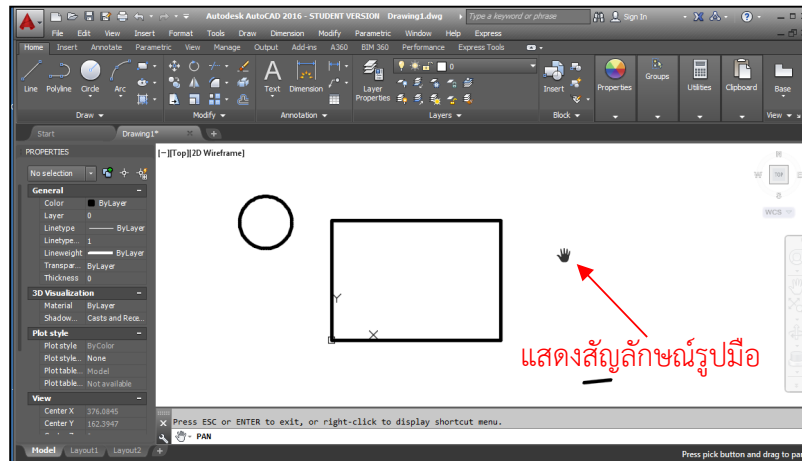 Autodesk AutoCAD 2016 - STUDENT VERSION Drawing1.dwg Type a keyword or phrase Sign In
File Edit View Insert Format Tools Draw Dimension Modify Parametric Window Help Express
Home Insert Annotate Parametric View Manage Output Add-ins A360 BIM 360 Performance Express Tools
Line Polyline Circle Arc Text Dimension Layer Properties 0 Insert Properties Groups Utilities Clipboard Base
Draw Modify Annotation Layers Block View
Start Drawing1* +
PROPERTIES
[−][Top][2D Wireframe]
No selection
General
Color ByLayer
Layer 0
Linetype ByLayer
Linetype... 1
Lineweight ByLayer
Transpar... ByLayer
Thickness 0
3D Visualization
Material ByLayer
Shadow... Casts and Rece...
Plot style
Plot style ByColor
Plot style... None
Plot table... Model
Plot table... Not available
View
Center X 376.0845
Center Y 162.3947
W TOP
WCS
Y
X
แสดงสัญลักษณ์รูปมือ
Press ESC or ENTER to exit, or right-click to display shortcut menu.
PAN
Model Layout1 Layout2 +
Press pick button and drag to pan